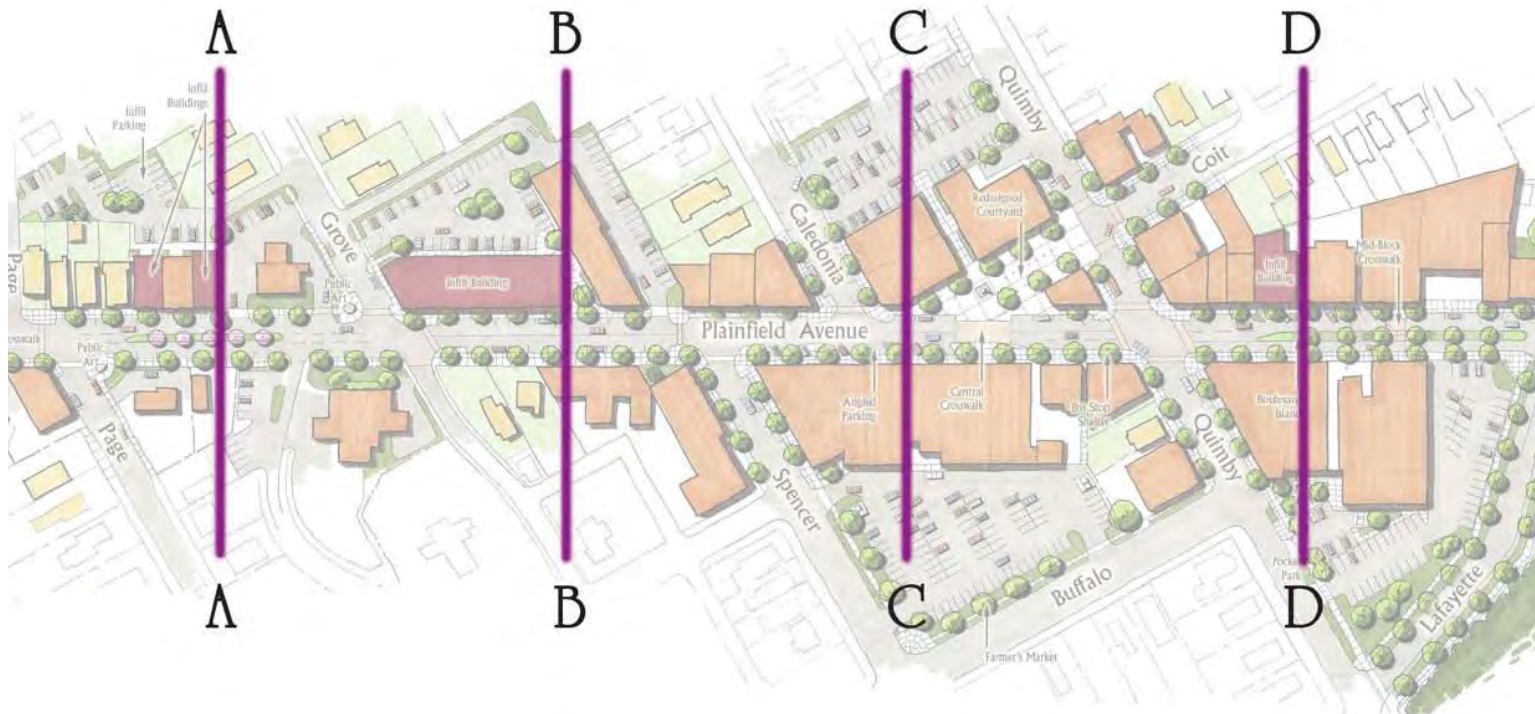 A
B
C
D
Infill
Buildings
Infill
Parking
Quimby
Coit
Grove
Caledonia
Redesigned
Courtyard
Mid-Block
Crosswalk
Page
Infill Building
Infill
Building
Public
Art
Plainfield Avenue
Public
Art
Angled
Parking
Central
Crosswalk
Bus Stop
Shelter
Island
Page
Spencer
Quimby
Buffalo
Park
Lafayette
Farmer's Market
A
B
C
D